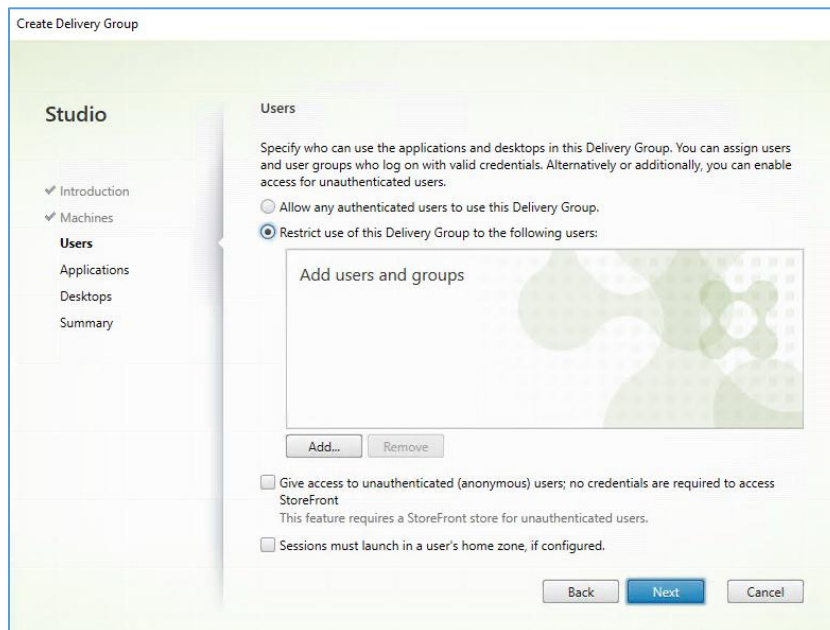 Create Delivery Group
Studio
Introduction
Machines
Users
Applications
Desktops
Summary
Users
Specify who can use the applications and desktops in this Delivery Group. You can assign users
and user groups who log on with valid credentials. Alternatively or additionally, you can enable
access for unauthenticated users.
Allow any authenticated users to use this Delivery Group.
Restrict use of this Delivery Group to the following users:
Add users and groups
Add...
Remove
Give access to unauthenticated (anonymous) users; no credentials are required to access
StoreFront
This feature requires a StoreFront store for unauthenticated users.
Sessions must launch in a user's home zone, if configured.
Back
Next
Cancel